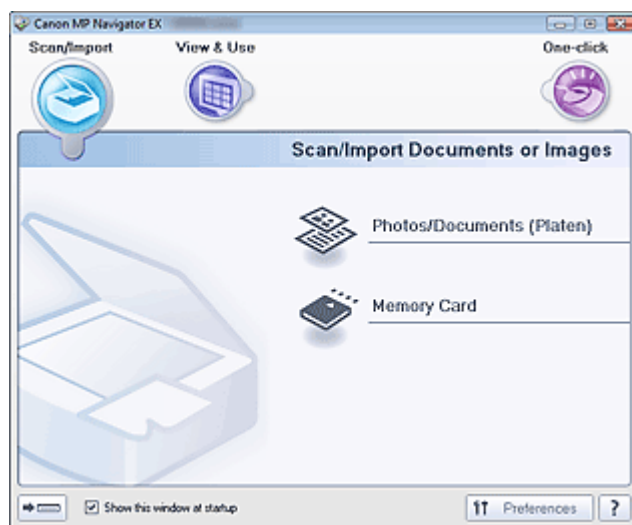 Canon MP Navigator EX
Scan/Import
View & Use
One-click
Scan/Import Documents or Images
Photos/Documents (Platen)
Memory Card
Show this window at startup
Preferences
?